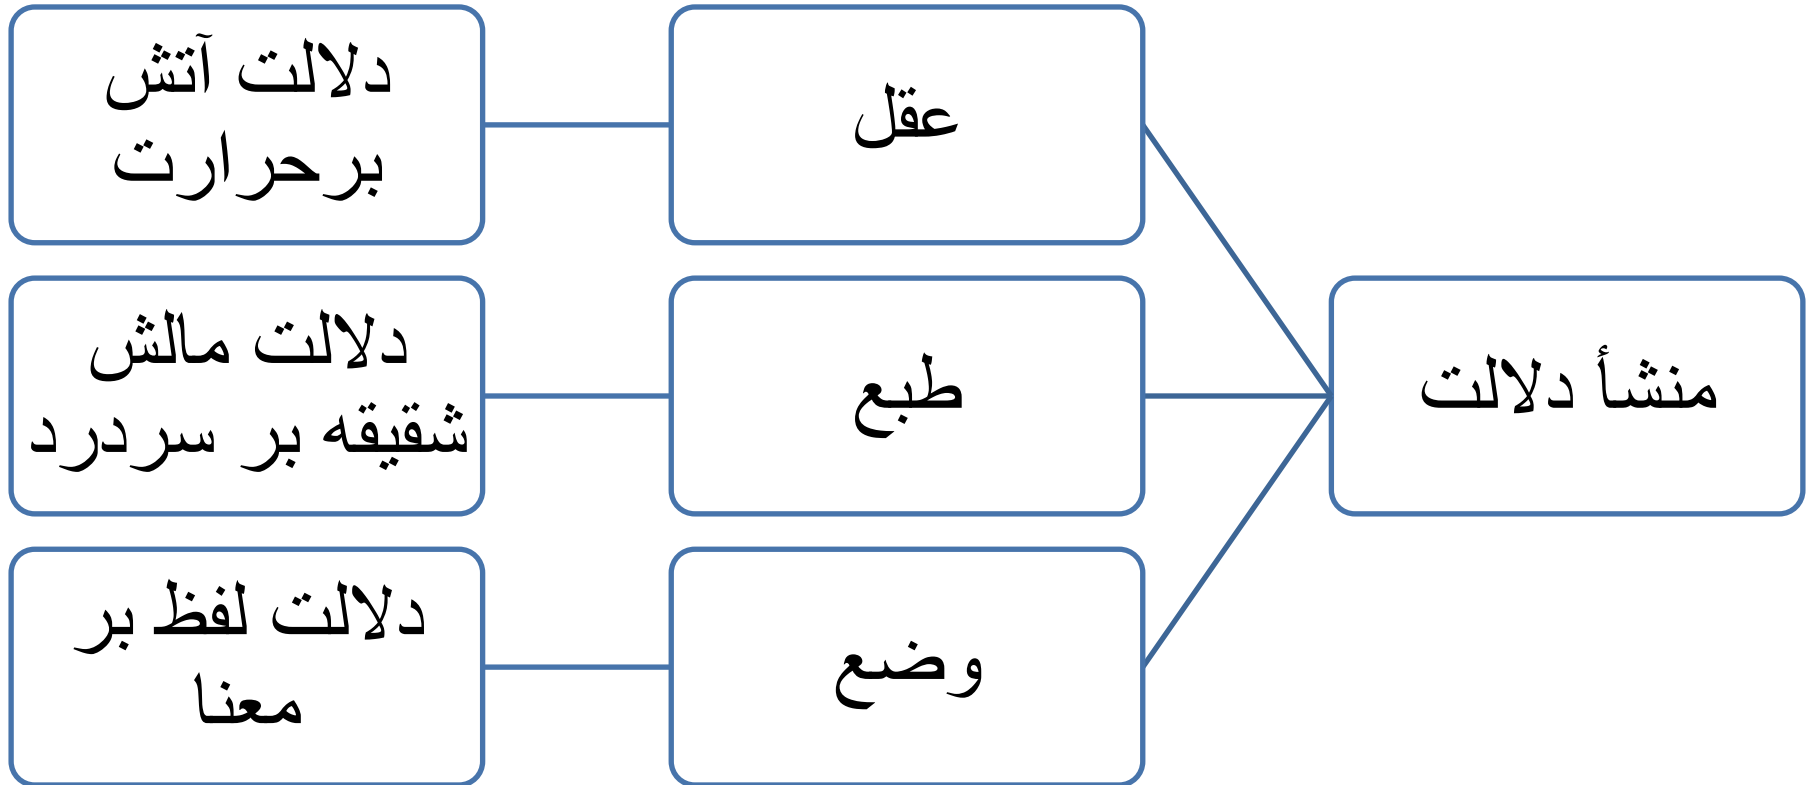 منشأ دلالت
عقل
دلالت آتش
برحرارت
طبع
دلالت مالش
شقیقه بر سردرد
وضع
دلالت لفظ بر
معنا